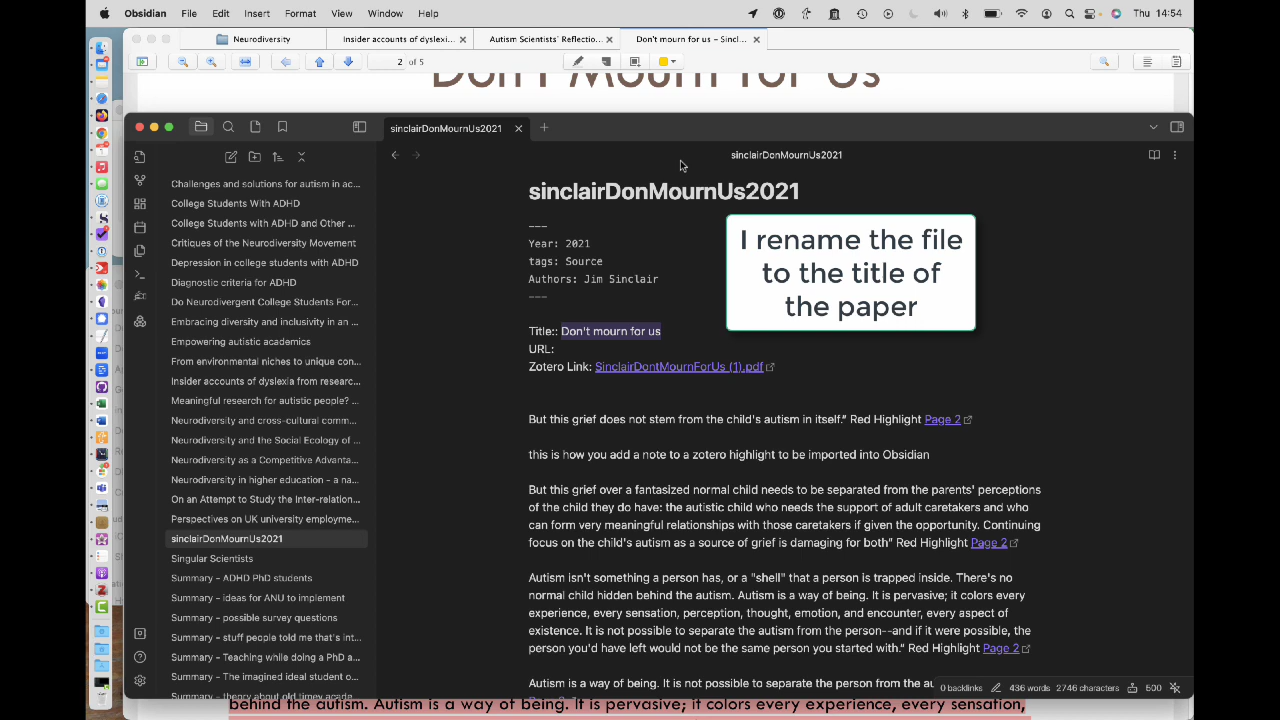 Obsidian File Edit Insert Format View Window Help Thu 14:54
Neurodiversity Insider accounts of dyslexi... Autism Scientists' Reflectio... Don't mourn for us – Sincl...
2 of 5
Don't Mourn for Us
sinclairDonMournUs2021
sinclairDonMournUs2021
sinclairDonMournUs2021
---
Year: 2021
tags: Source
Authors: Jim Sinclair
---
I rename the file
to the title of
the paper
Title:: Don't mourn for us
URL:
Zotero Link: SinclairDontMournForUs (1).pdf
But this grief does not stem from the child's autism in itself.” Red Highlight Page 2
this is how you add a note to a zotero highlight to be imported into Obsidian
But this grief over a fantasized normal child needs to be separated from the parents' perceptions
of the child they do have: the autistic child who needs the support of adult caretakers and who
can form very meaningful relationships with those caretakers if given the opportunity. Continuing
focus on the child's autism as a source of grief is damaging for both” Red Highlight Page 2
Autism isn't something a person has, or a "shell" that a person is trapped inside. There's no
normal child hidden behind the autism. Autism is a way of being. It is pervasive; it colors every
experience, every sensation, perception, thought, emotion, and encounter, every aspect of
existence. It is not possible to separate the autism from the person--and if it were possible, the
person you'd have left would not be the same person you started with.” Red Highlight Page 2
Autism is a way of being. It is not possible to separate the person from the au
0 backlinks 436 words 2746 characters 500
Challenges and solutions for autism in ac...
College Students With ADHD
College Students with ADHD and Other ...
Critiques of the Neurodiversity Movement
Depression in college students with ADHD
Diagnostic criteria for ADHD
Do Neurodivergent College Students For...
Embracing diversity and inclusivity in an ...
Empowering autistic academics
From environmental niches to unique con...
Insider accounts of dyslexia from researc...
Meaningful research for autistic people? ...
Neurodiversity and cross-cultural comm...
Neurodiversity and the Social Ecology of ...
Neurodiversity as a Competitive Advanta...
Neurodiversity in higher education - a na...
On an Attempt to Study the Inter-relation...
Perspectives on UK university employme...
sinclairDonMournUs2021
Singular Scientists
Summary - ADHD PhD students
Summary - ideas for ANU to implement
Summary - possible survey questions
Summary - stuff people told me that's int...
Summary - Teaching while doing a PhD a...
Summary - The imagined ideal student o...
Summary - theory about old timey acade...
behind the autism. Autism is a way of being. It is pervasive; it colors every experience, every sensation,